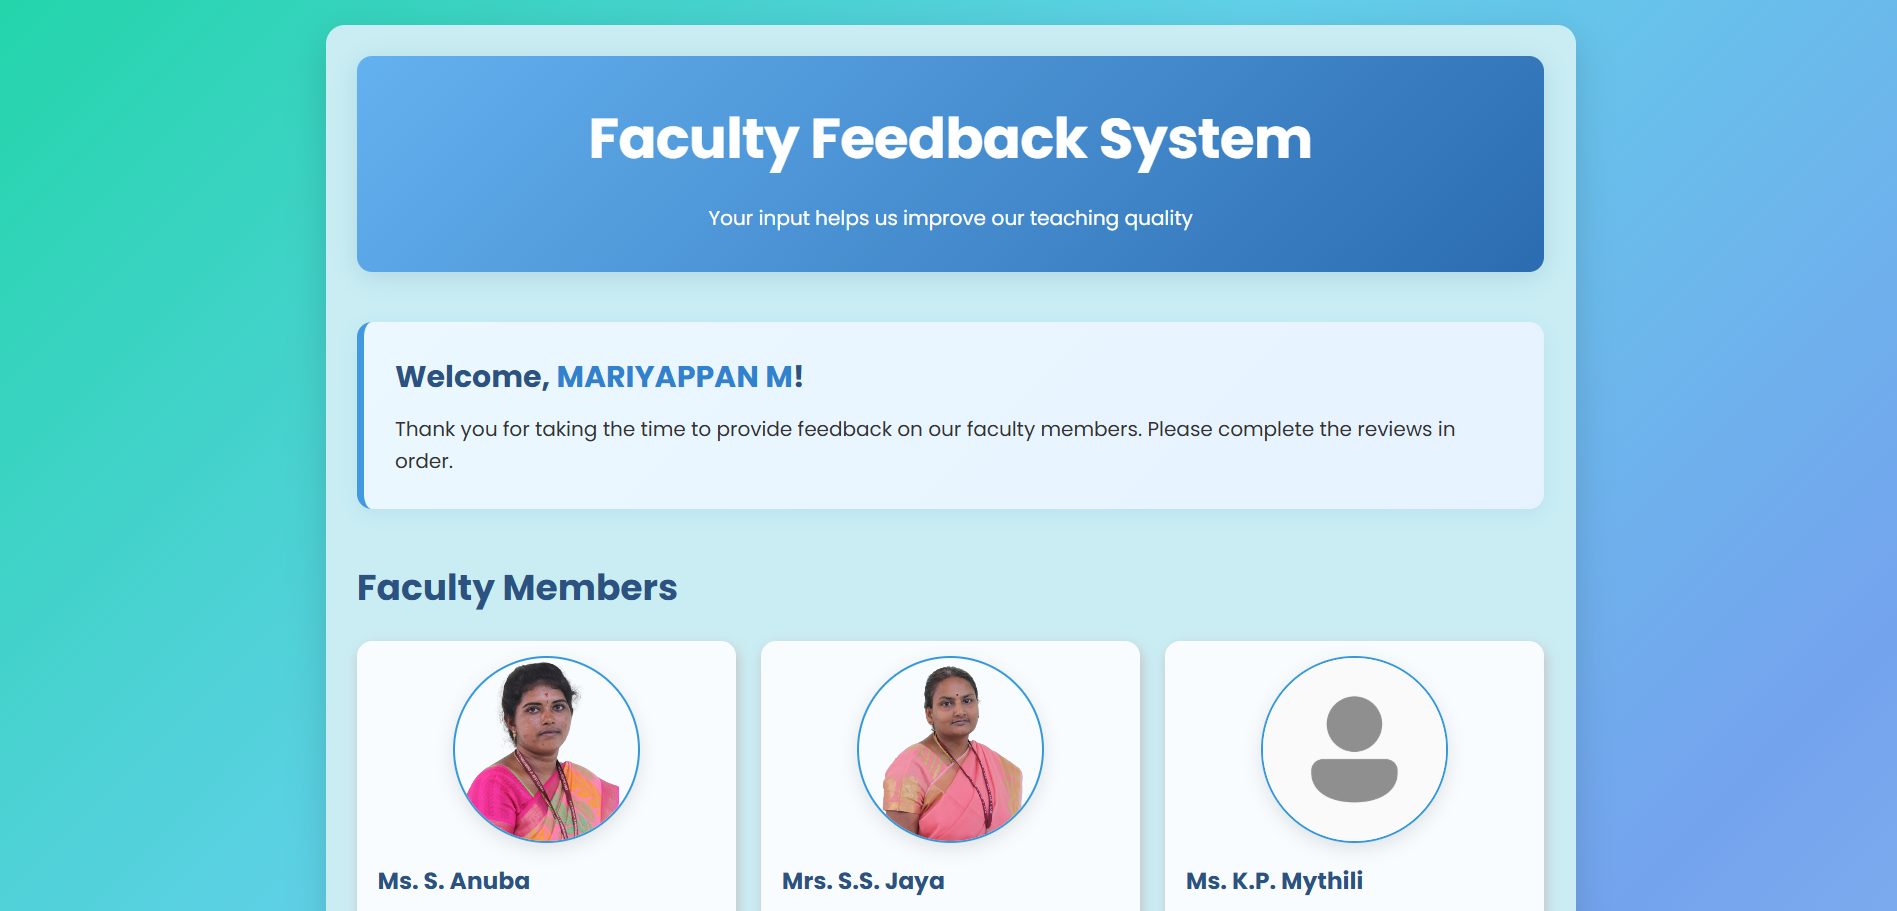 Faculty Feedback System
Your input helps us improve our teaching quality
Welcome, MARIYAPPAN M!
Thank you for taking the time to provide feedback on our faculty members. Please complete the reviews in
order.
Faculty Members
Ms. S. Anuba
Mrs. S.S. Jaya
Ms. K.P. Mythili